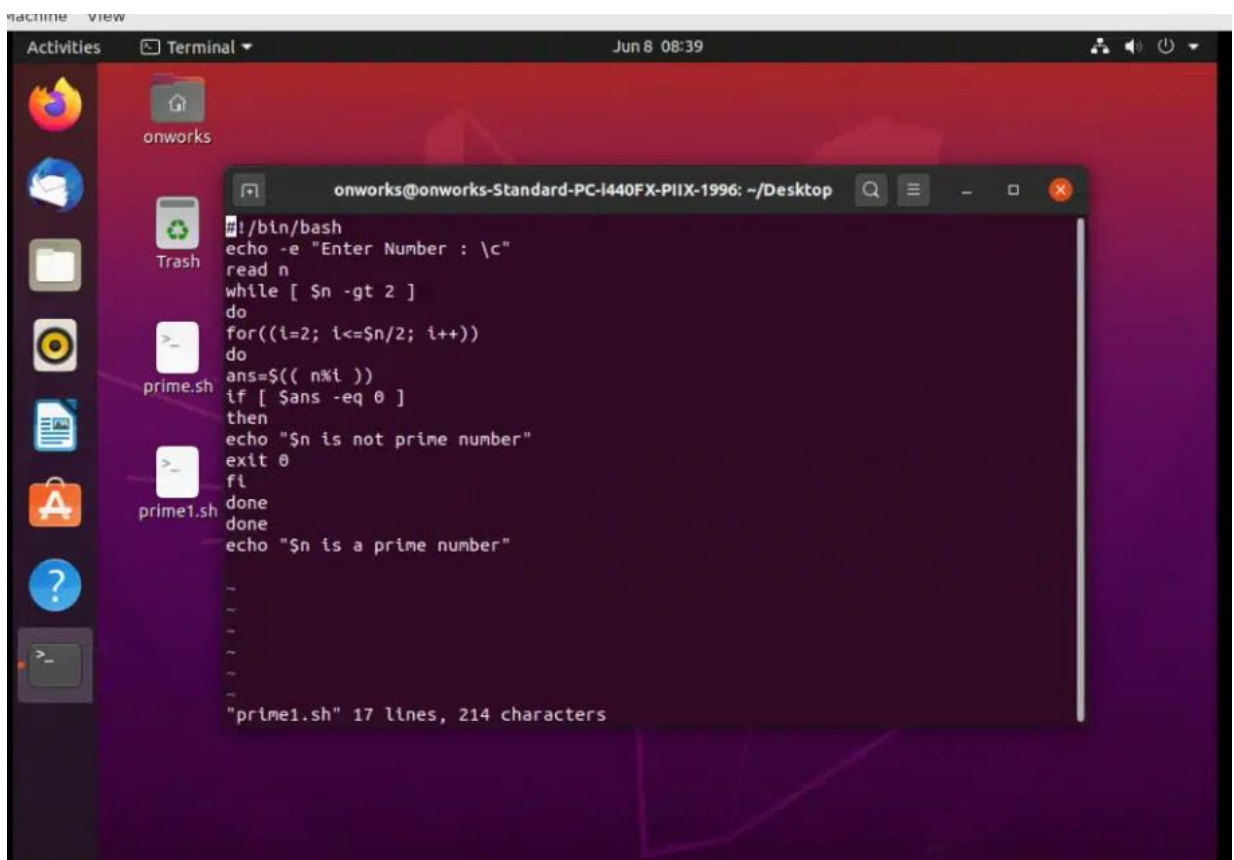 Machine View
Activities Terminal Jun 8 08:39
onworks
onworks@onworks-Standard-PC-i440FX-PIIX-1996: ~/Desktop
Trash
prime.sh
prime1.sh
#!/bin/bash
echo -e "Enter Number : \c"
read n
while [ $n -gt 2 ]
do
for((i=2; i<=$n/2; i++))
do
ans=$(( n%i ))
if [ $ans -eq 0 ]
then
echo "$n is not prime number"
exit 0
fi
done
done
echo "$n is a prime number"
~
~
~
~
~
~
"prime1.sh" 17 lines, 214 characters